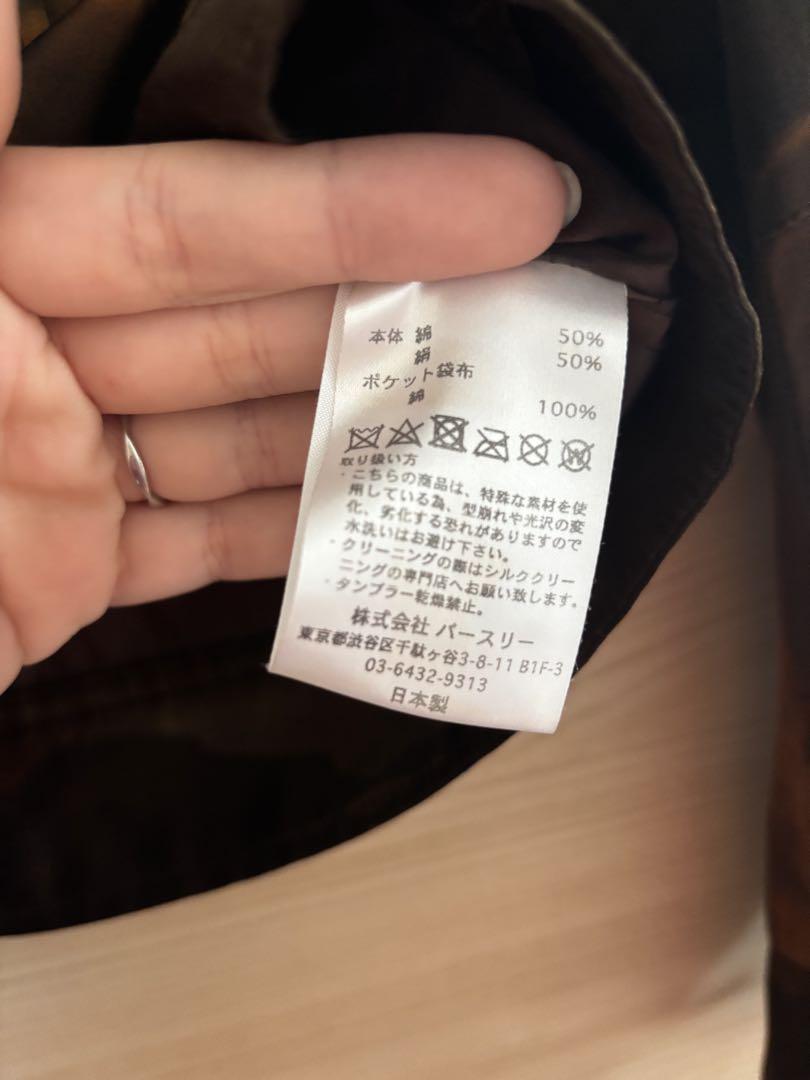 本体 綿 50%
絹 50%
ポケット袋布
綿 100%
取り扱い方
・こちらの商品は、特殊な素材を使
用している為、型崩れや光沢の変
化、劣化する恐れがありますので
水洗いはお避け下さい。
・クリーニングの際はシルククリー
ニングの専門店へお願い致します。
・タンブラー乾燥禁止。
株式会社 パースリー
東京都渋谷区千駄ヶ谷3-8-11 B1F-3
03-6432-9313
日本製